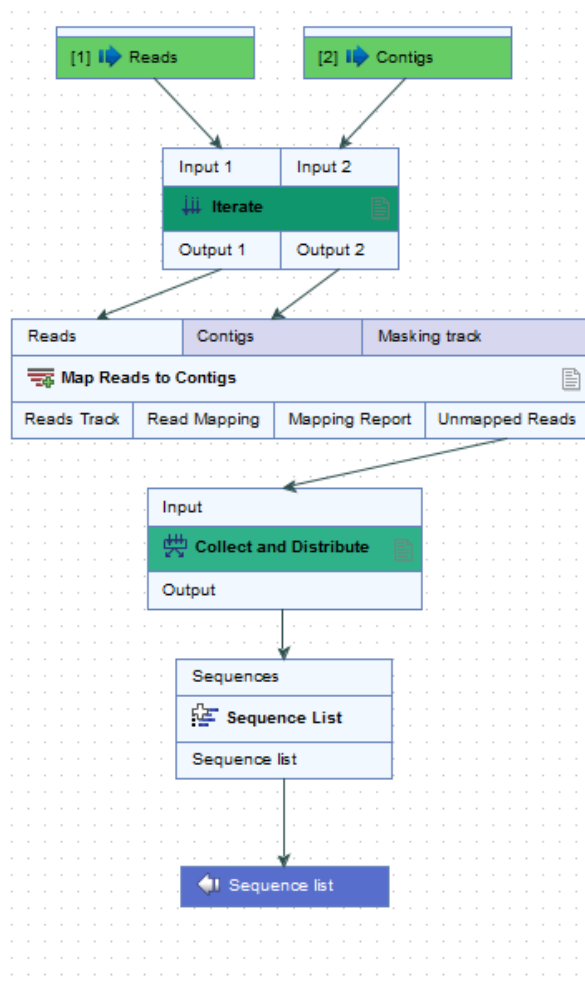 [1] Reads
[2] Contigs
Input 1
Input 2
Iterate
Output 1
Output 2
Reads
Contigs
Masking track
Map Reads to Contigs
Reads Track
Read Mapping
Mapping Report
Unmapped Reads
Input
Collect and Distribute
Output
Sequences
Sequence List
Sequence list
Sequence list